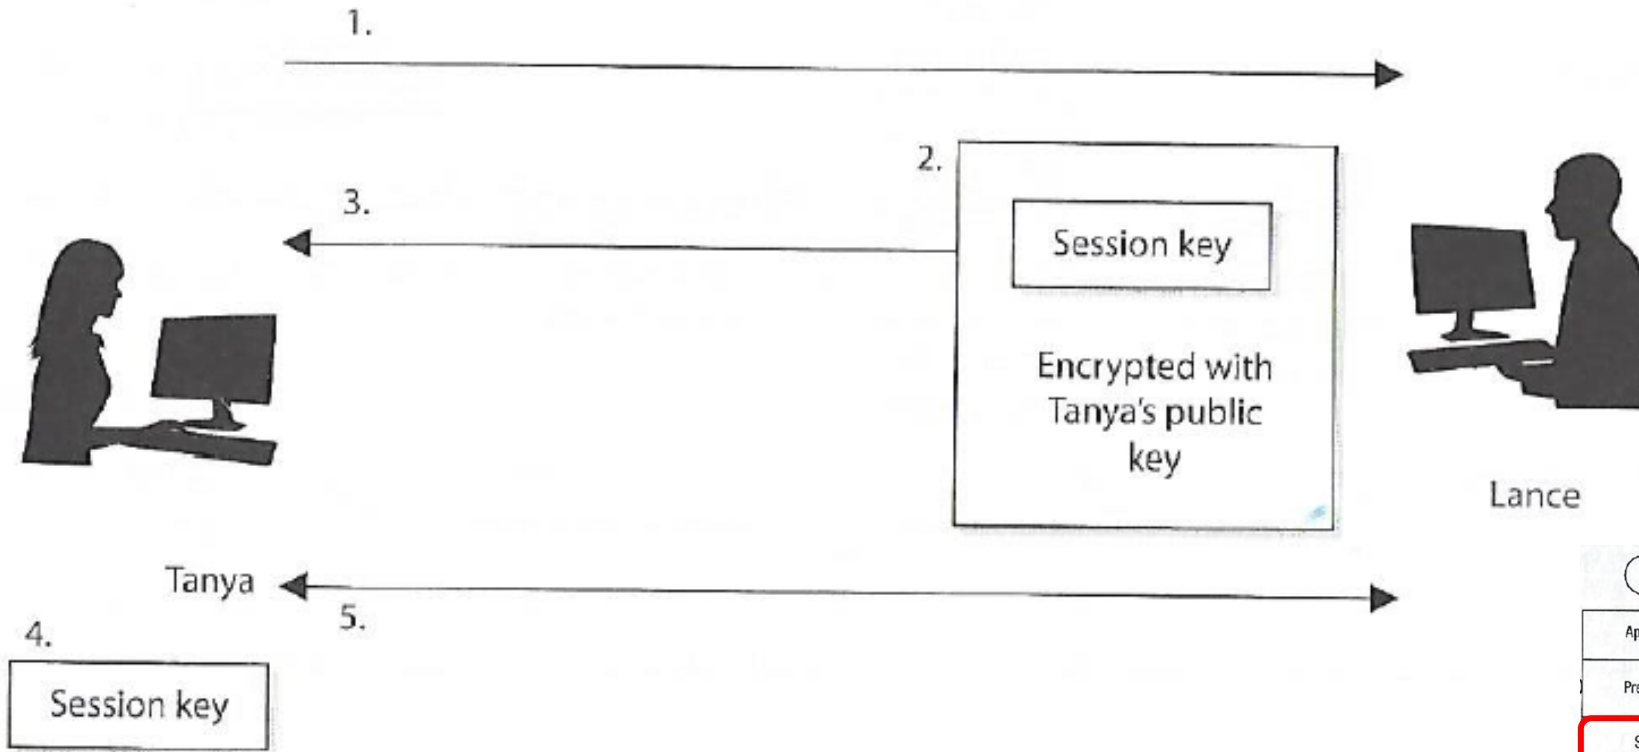 1.
2.
Session key
Encrypted with
Tanya's public
key
3.
Lance
Tanya
5.
4.
Session key